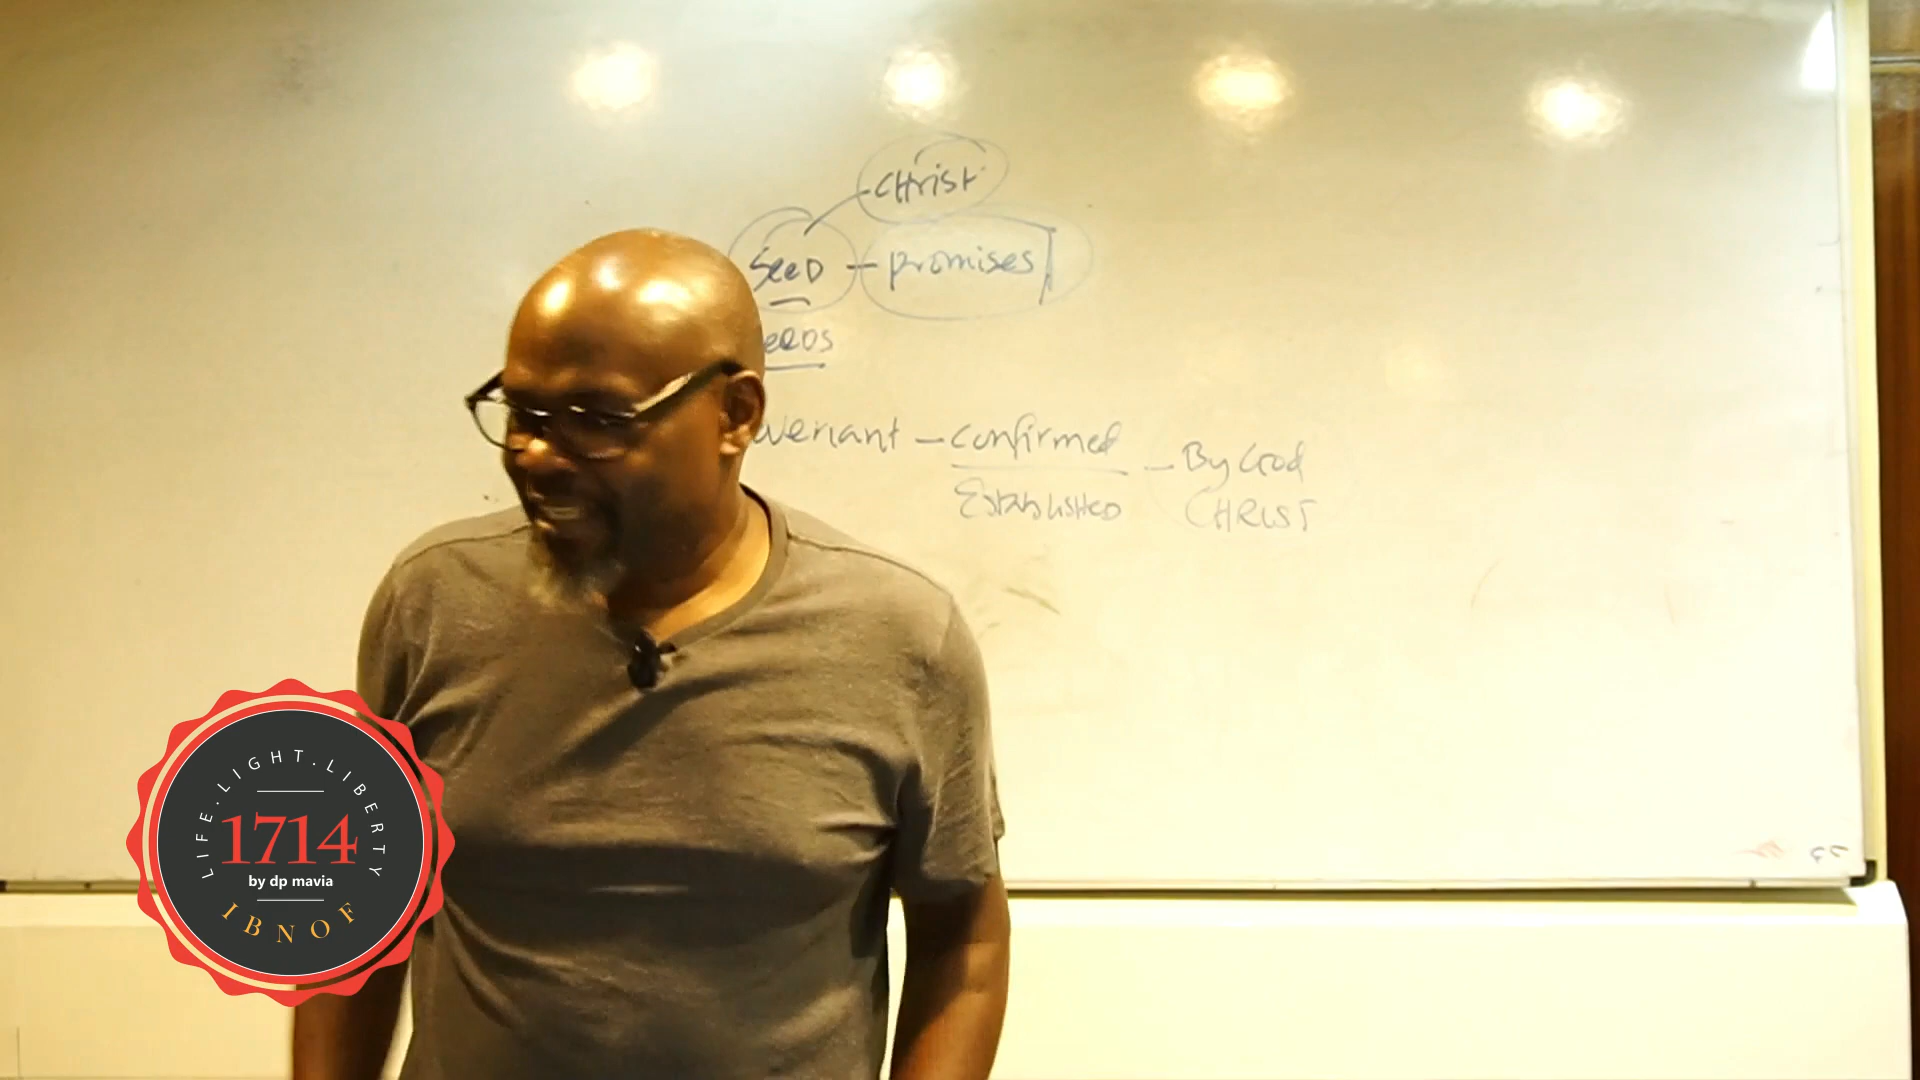 CHrist
SeeD - promises
eeDS
venant - confirmed - By God
EstablisHeD CHRIST
LIFE.LIGHT.LIBERTY
1714
by dp mavia
IBNOF